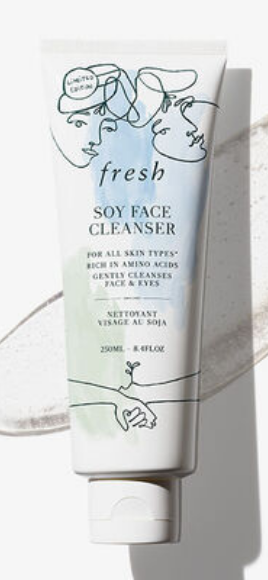 LIMITED
EDITION
fresh
SOY FACE
CLEANSER
FOR ALL SKIN TYPES*
RICH IN AMINO ACIDS
GENTLY CLEANSES
FACE & EYES
NETTOYANT
VISAGE AU SOJA
250ML - 8.4FLOZ